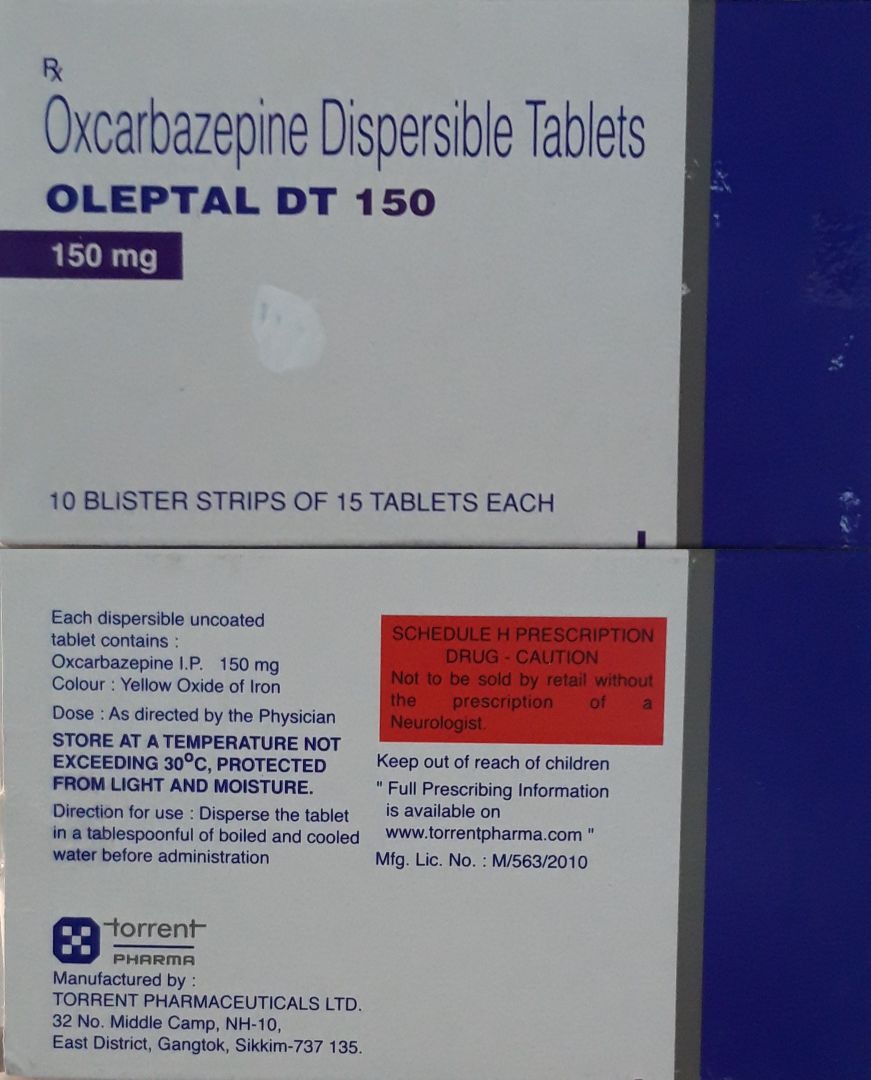 Rx
Oxcarbazepine Dispersible Tablets
OLEPTAL DT 150
150 mg
10 BLISTER STRIPS OF 15 TABLETS EACH
Each dispersible uncoated
tablet contains :
Oxcarbazepine I.P. 150 mg
Colour : Yellow Oxide of Iron
Dose : As directed by the Physician
STORE AT A TEMPERATURE NOT
EXCEEDING 30°C, PROTECTED
FROM LIGHT AND MOISTURE.
Direction for use : Disperse the tablet
in a tablespoonful of boiled and cooled
water before administration
SCHEDULE H PRESCRIPTION
DRUG - CAUTION
Not to be sold by retail without
the prescription of a
Neurologist.
Keep out of reach of children
" Full Prescribing Information
is available on
www.torrentpharma.com "
Mfg. Lic. No. : M/563/2010
torrent
PHARMA
Manufactured by :
TORRENT PHARMACEUTICALS LTD.
32 No. Middle Camp, NH-10,
East District, Gangtok, Sikkim-737 135.